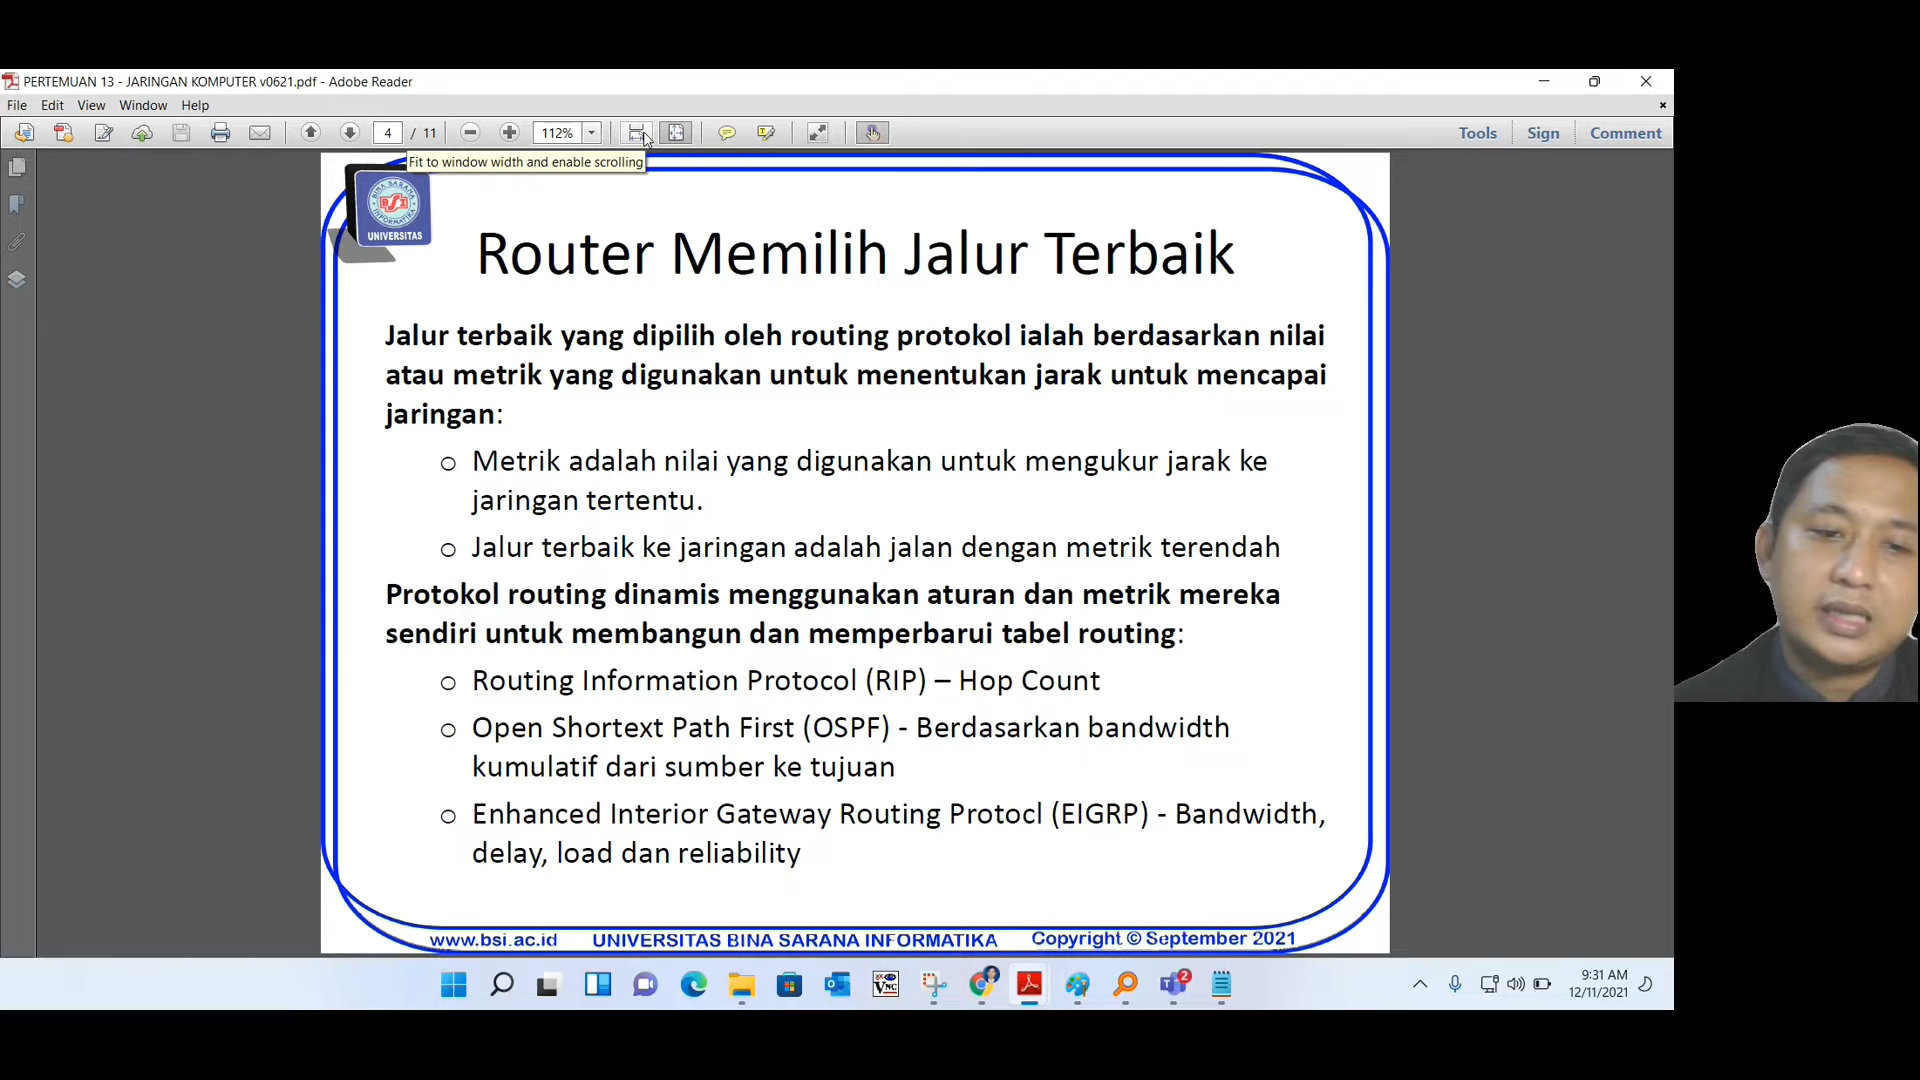 PERTEMUAN 13 - JARINGAN KOMPUTER v0621.pdf - Adobe Reader
File Edit View Window Help
4 / 11 112% Tools Sign Comment
Fit to window width and enable scrolling
BINA SARANA
BSI
INFORMATIKA
UNIVERSITAS
Router Memilih Jalur Terbaik
Jalur terbaik yang dipilih oleh routing protokol ialah berdasarkan nilai
atau metrik yang digunakan untuk menentukan jarak untuk mencapai
jaringan:
o Metrik adalah nilai yang digunakan untuk mengukur jarak ke
jaringan tertentu.
o Jalur terbaik ke jaringan adalah jalan dengan metrik terendah
Protokol routing dinamis menggunakan aturan dan metrik mereka
sendiri untuk membangun dan memperbarui tabel routing:
o Routing Information Protocol (RIP) – Hop Count
o Open Shortext Path First (OSPF) - Berdasarkan bandwidth
kumulatif dari sumber ke tujuan
o Enhanced Interior Gateway Routing Protocl (EIGRP) - Bandwidth,
delay, load dan reliability
www.bsi.ac.id UNIVERSITAS BINA SARANA INFORMATIKA Copyright © September 2021
VNC
2
9:31 AM
12/11/2021